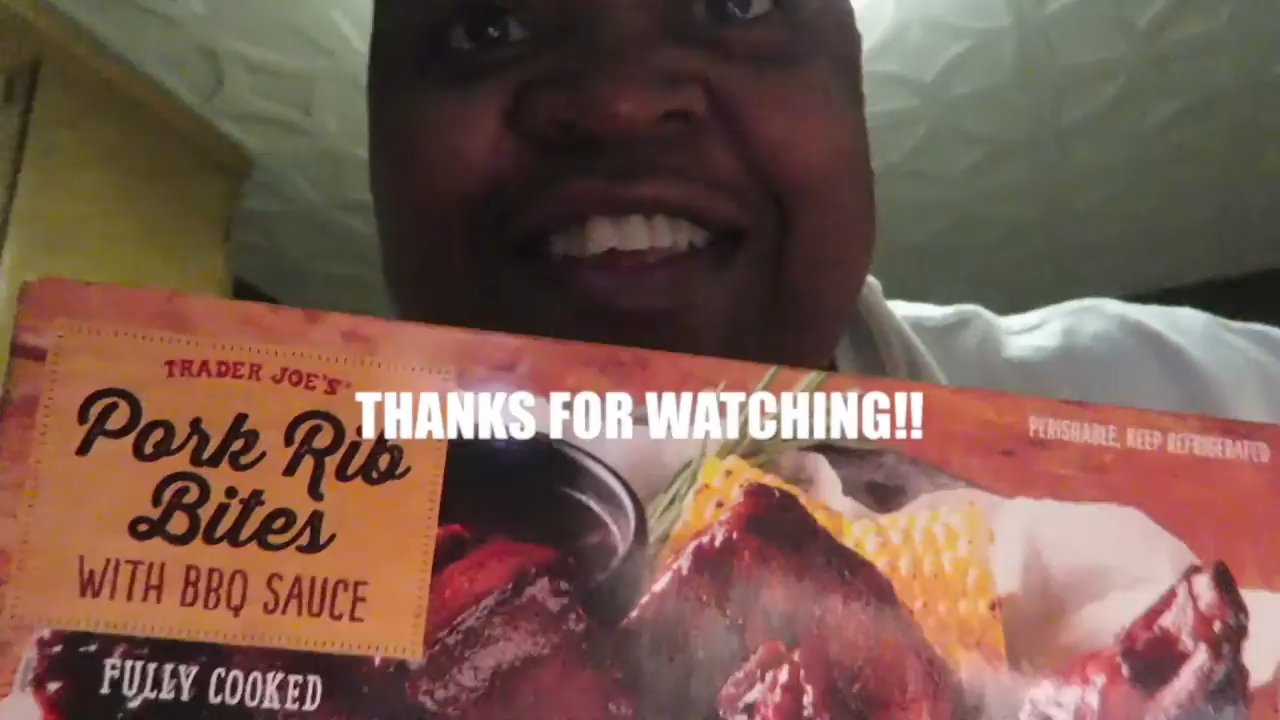 TRADER JOE'S
Pork Rib
Bites
WITH BBQ SAUCE
FULLY COOKED
THANKS FOR WATCHING!!
PERISHABLE, KEEP REFRIGERATED